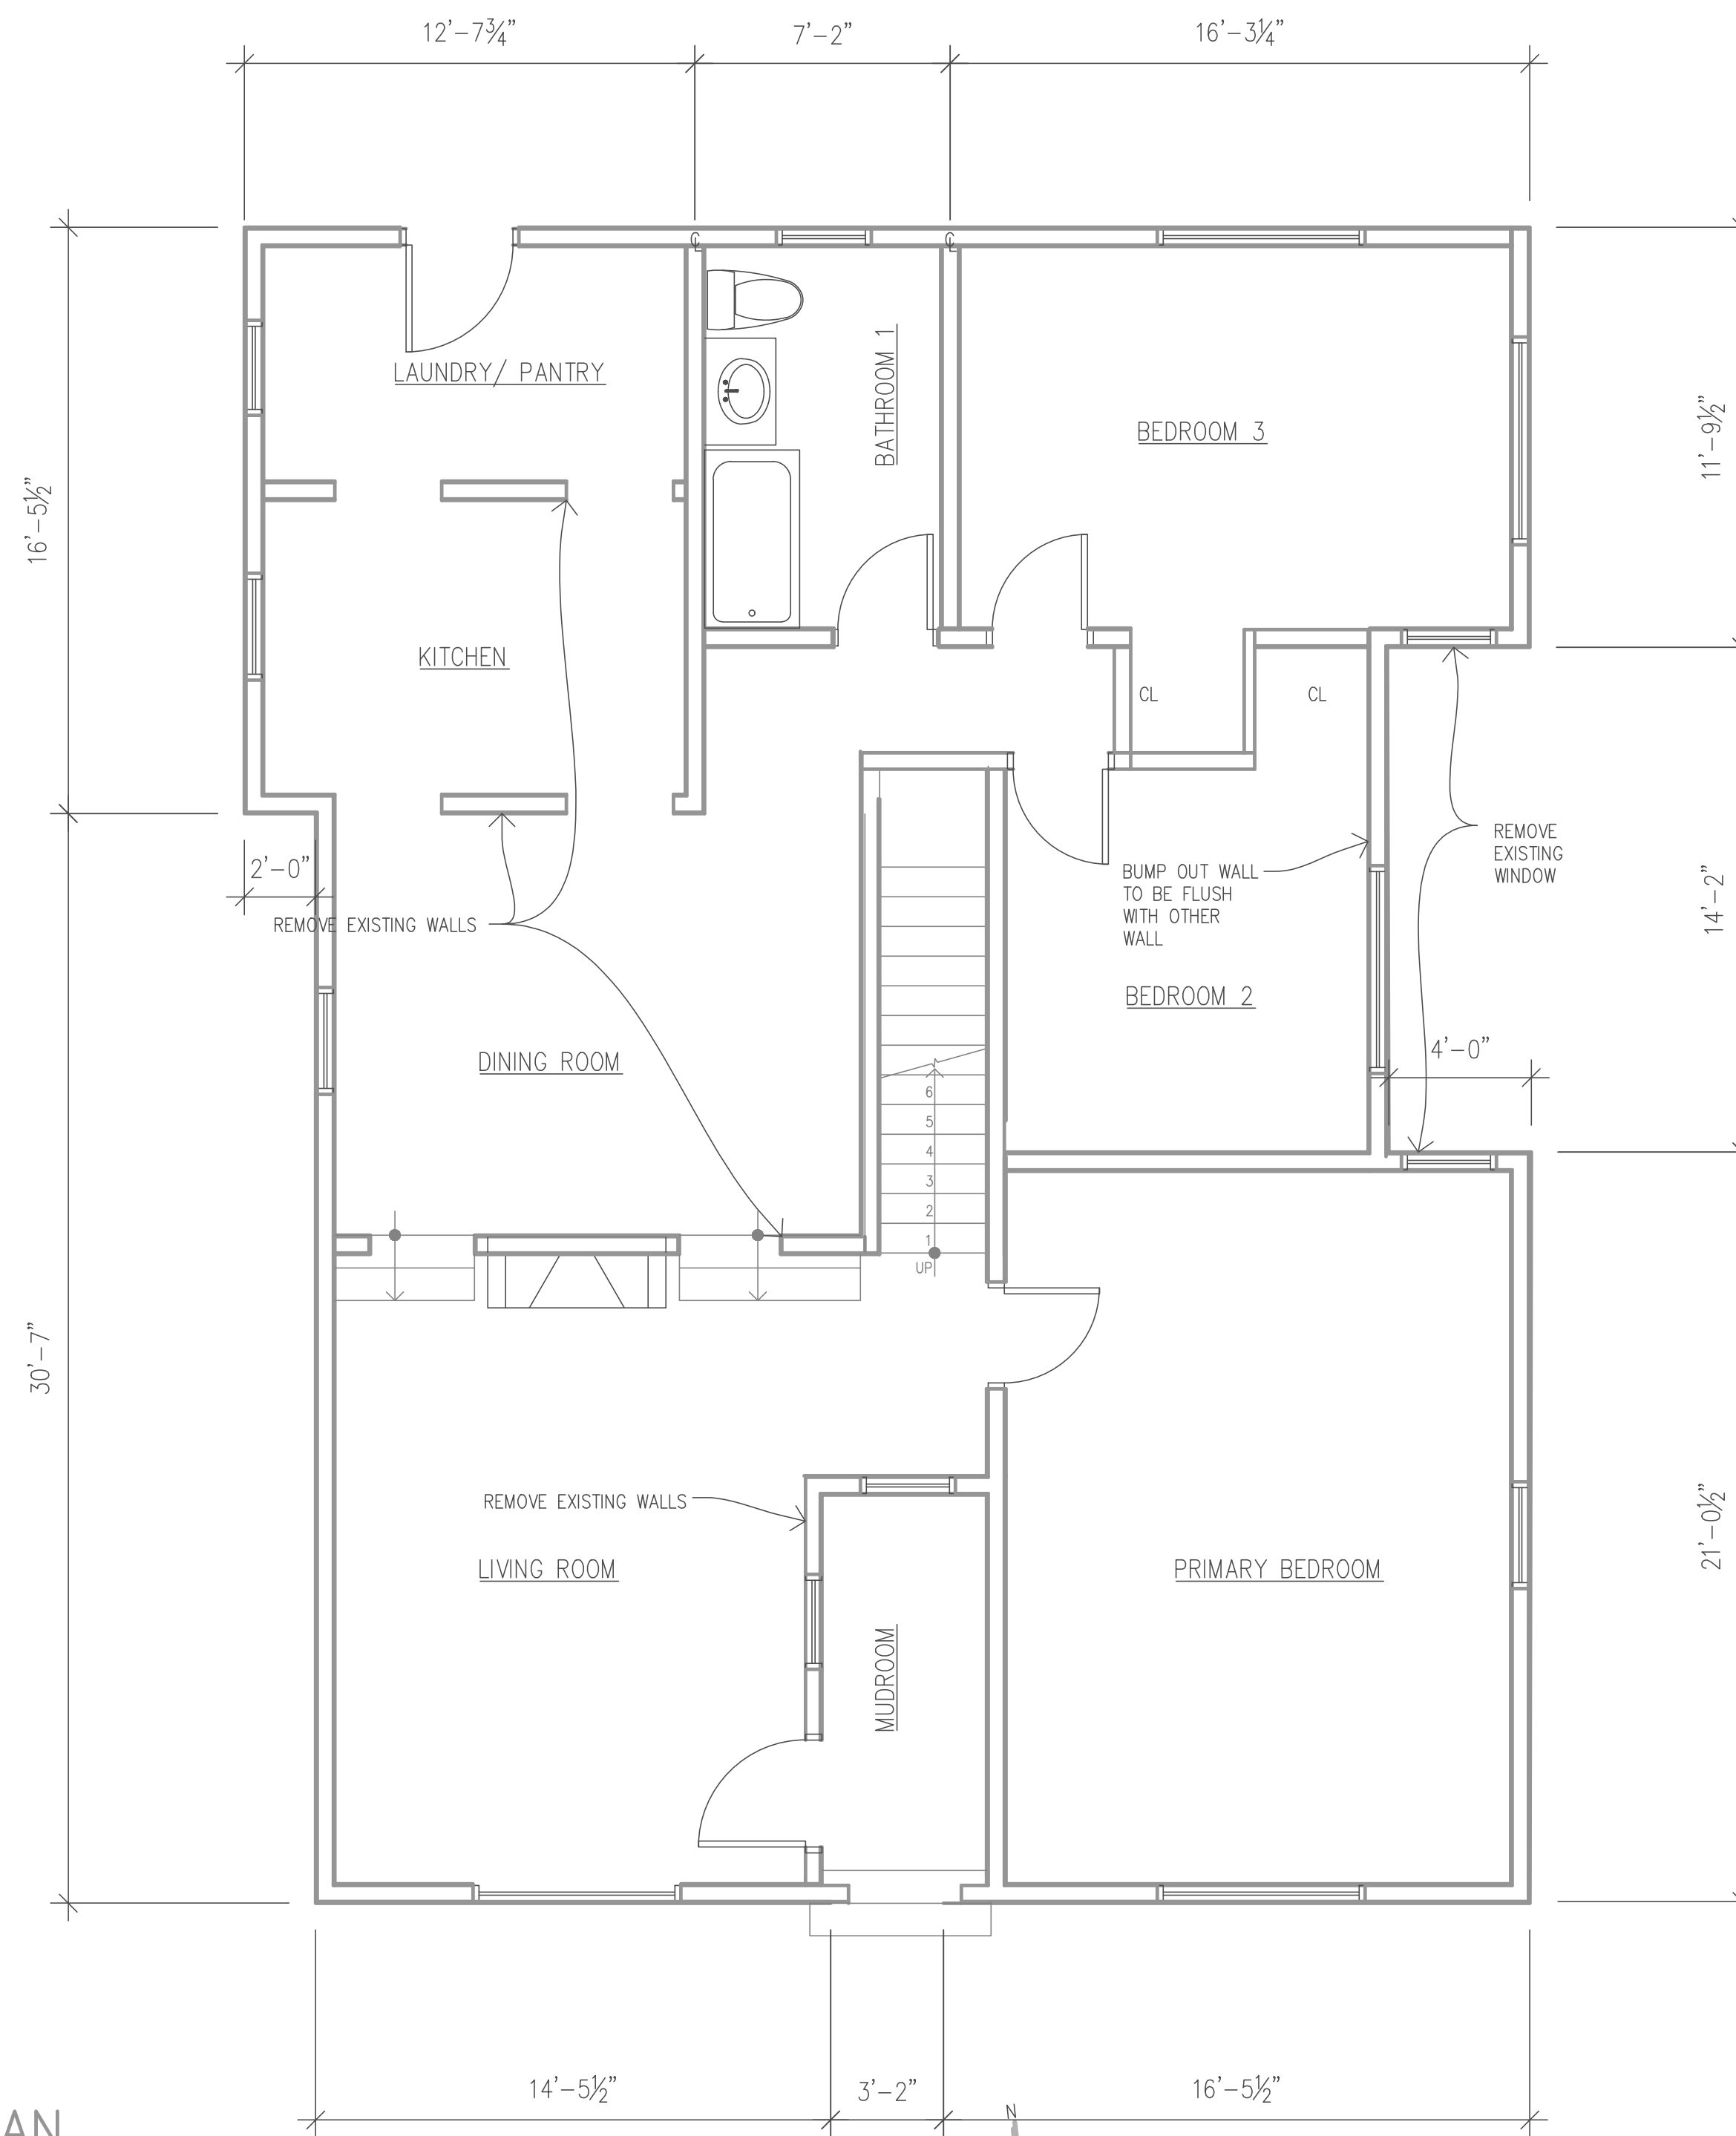 12'-7¾"
7'-2"
16'-3¼"
℄
℄
LAUNDRY/ PANTRY
BATHROOM 1
BEDROOM 3
11'-9½"
16'-5½"
KITCHEN
CL
CL
REMOVE
EXISTING
WINDOW
2'-0"
BUMP OUT WALL
TO BE FLUSH
WITH OTHER
WALL
14'-2"
REMOVE EXISTING WALLS
BEDROOM 2
4'-0"
DINING ROOM
6
5
4
3
2
1
UP
30'-7"
REMOVE EXISTING WALLS
LIVING ROOM
PRIMARY BEDROOM
21'-0½"
MUDROOM
14'-5½"
3'-2"
16'-5½"
N